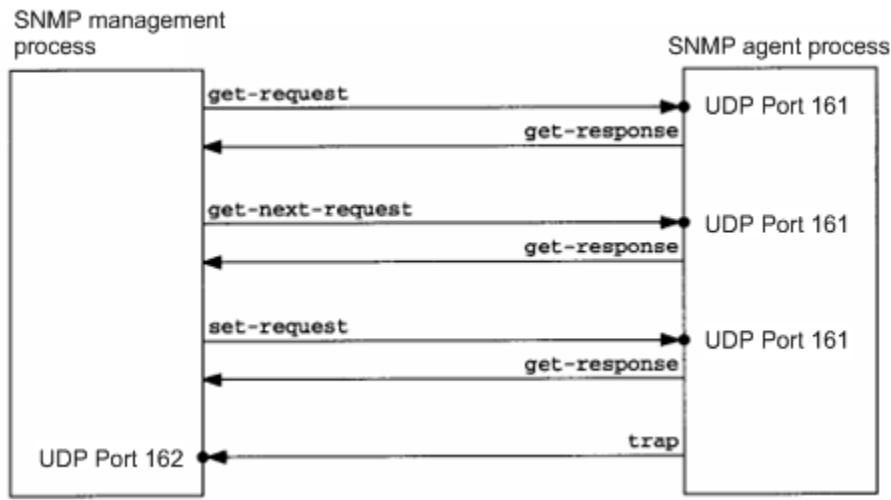 SNMP management
process
SNMP agent process
get-request
UDP Port 161
get-response
get-next-request
UDP Port 161
get-response
set-request
UDP Port 161
get-response
trap
UDP Port 162